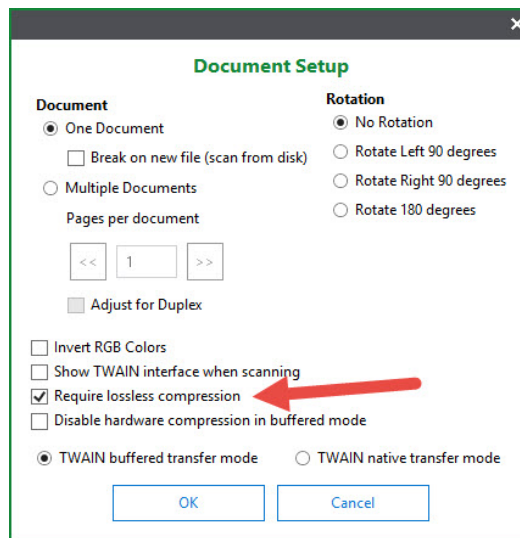 Document Setup
Document
One Document
Break on new file (scan from disk)
Multiple Documents
Pages per document
<< 1 >>
Adjust for Duplex
Rotation
No Rotation
Rotate Left 90 degrees
Rotate Right 90 degrees
Rotate 180 degrees
Invert RGB Colors
Show TWAIN interface when scanning
Require lossless compression
Disable hardware compression in buffered mode
TWAIN buffered transfer mode
TWAIN native transfer mode
OK
Cancel